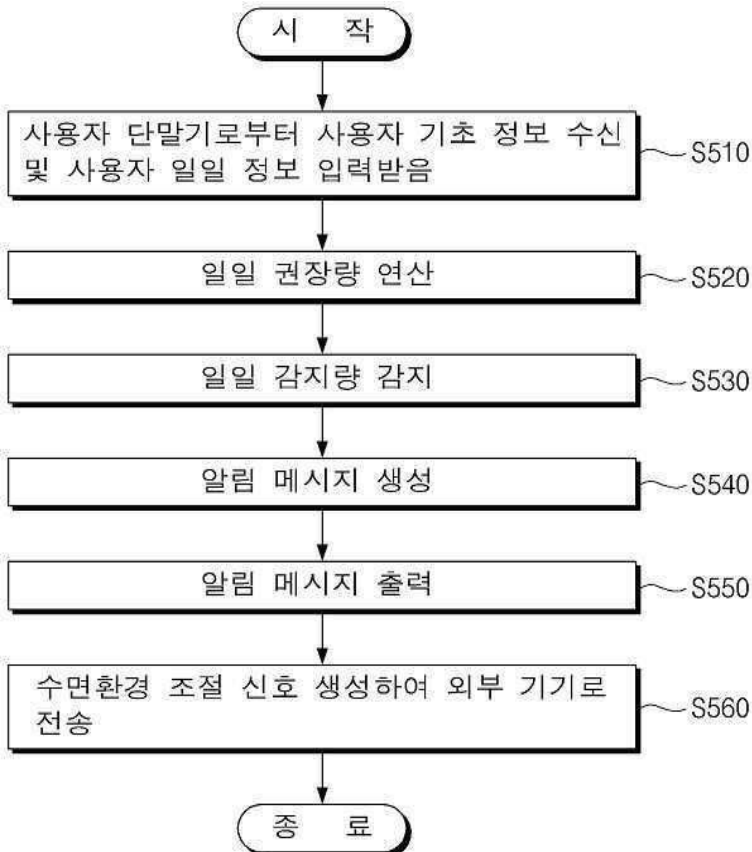 시 작
사용자 단말기로부터 사용자 기초 정보 수신
및 사용자 일일 정보 입력받음
S510
일일 권장량 연산
S520
일일 감지량 감지
S530
알림 메시지 생성
S540
알림 메시지 출력
S550
수면환경 조절 신호 생성하여 외부 기기로
전송
S560
종 료